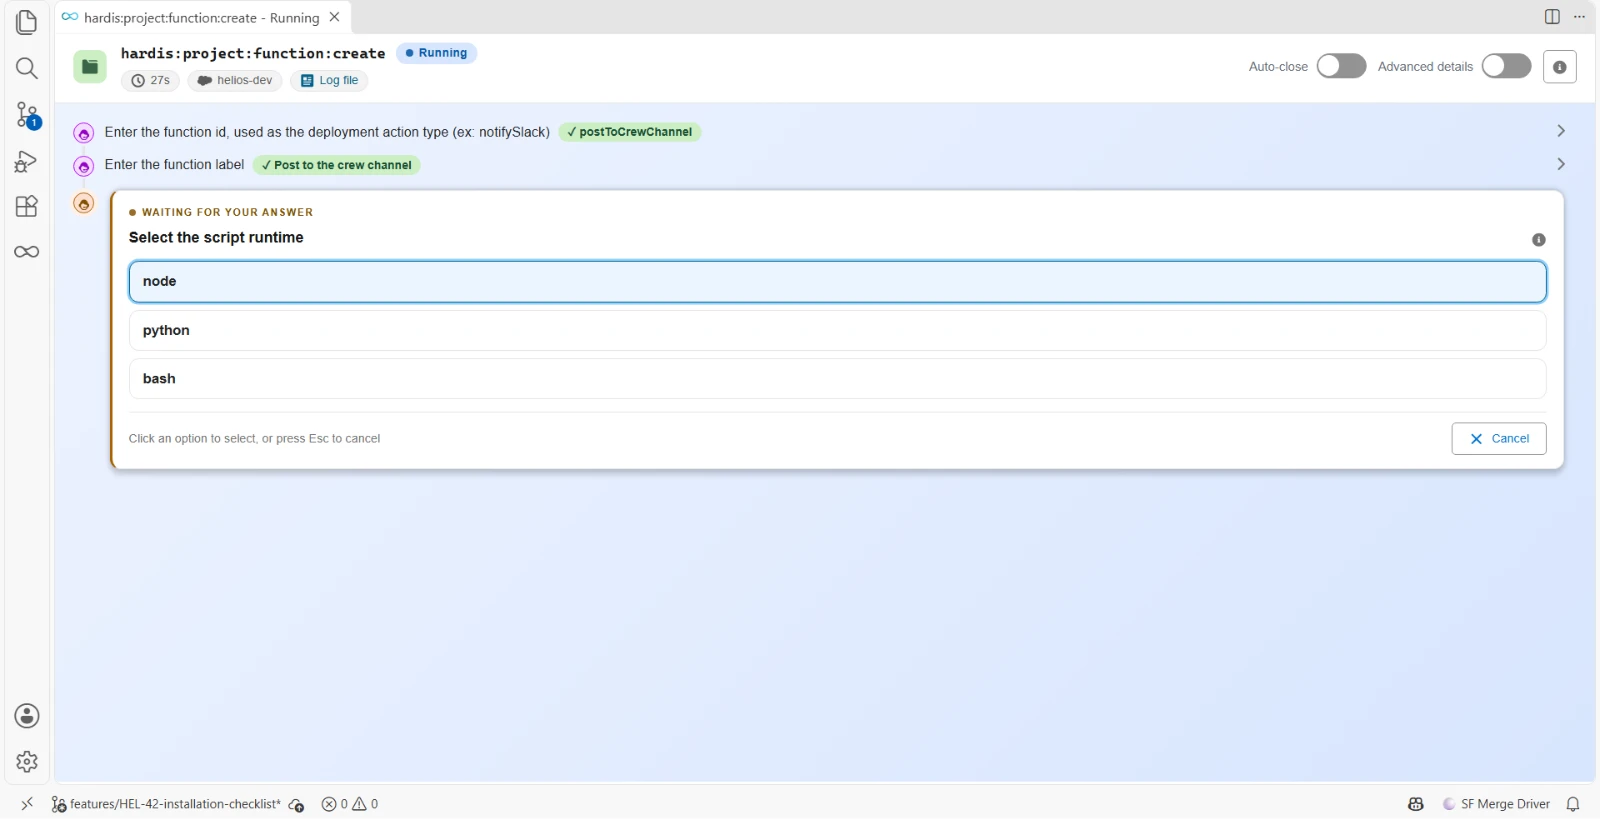 hardis:project:function:create - Running
hardis:project:function:create
Running
27s
helios-dev
Log file
Auto-close
Advanced details
1
Enter the function id, used as the deployment action type (ex: notifySlack)
✓ postToCrewChannel
Enter the function label
✓ Post to the crew channel
WAITING FOR YOUR ANSWER
Select the script runtime
node
python
bash
Click an option to select, or press Esc to cancel
Cancel
features/HEL-42-installation-checklist*
0
0
SF Merge Driver